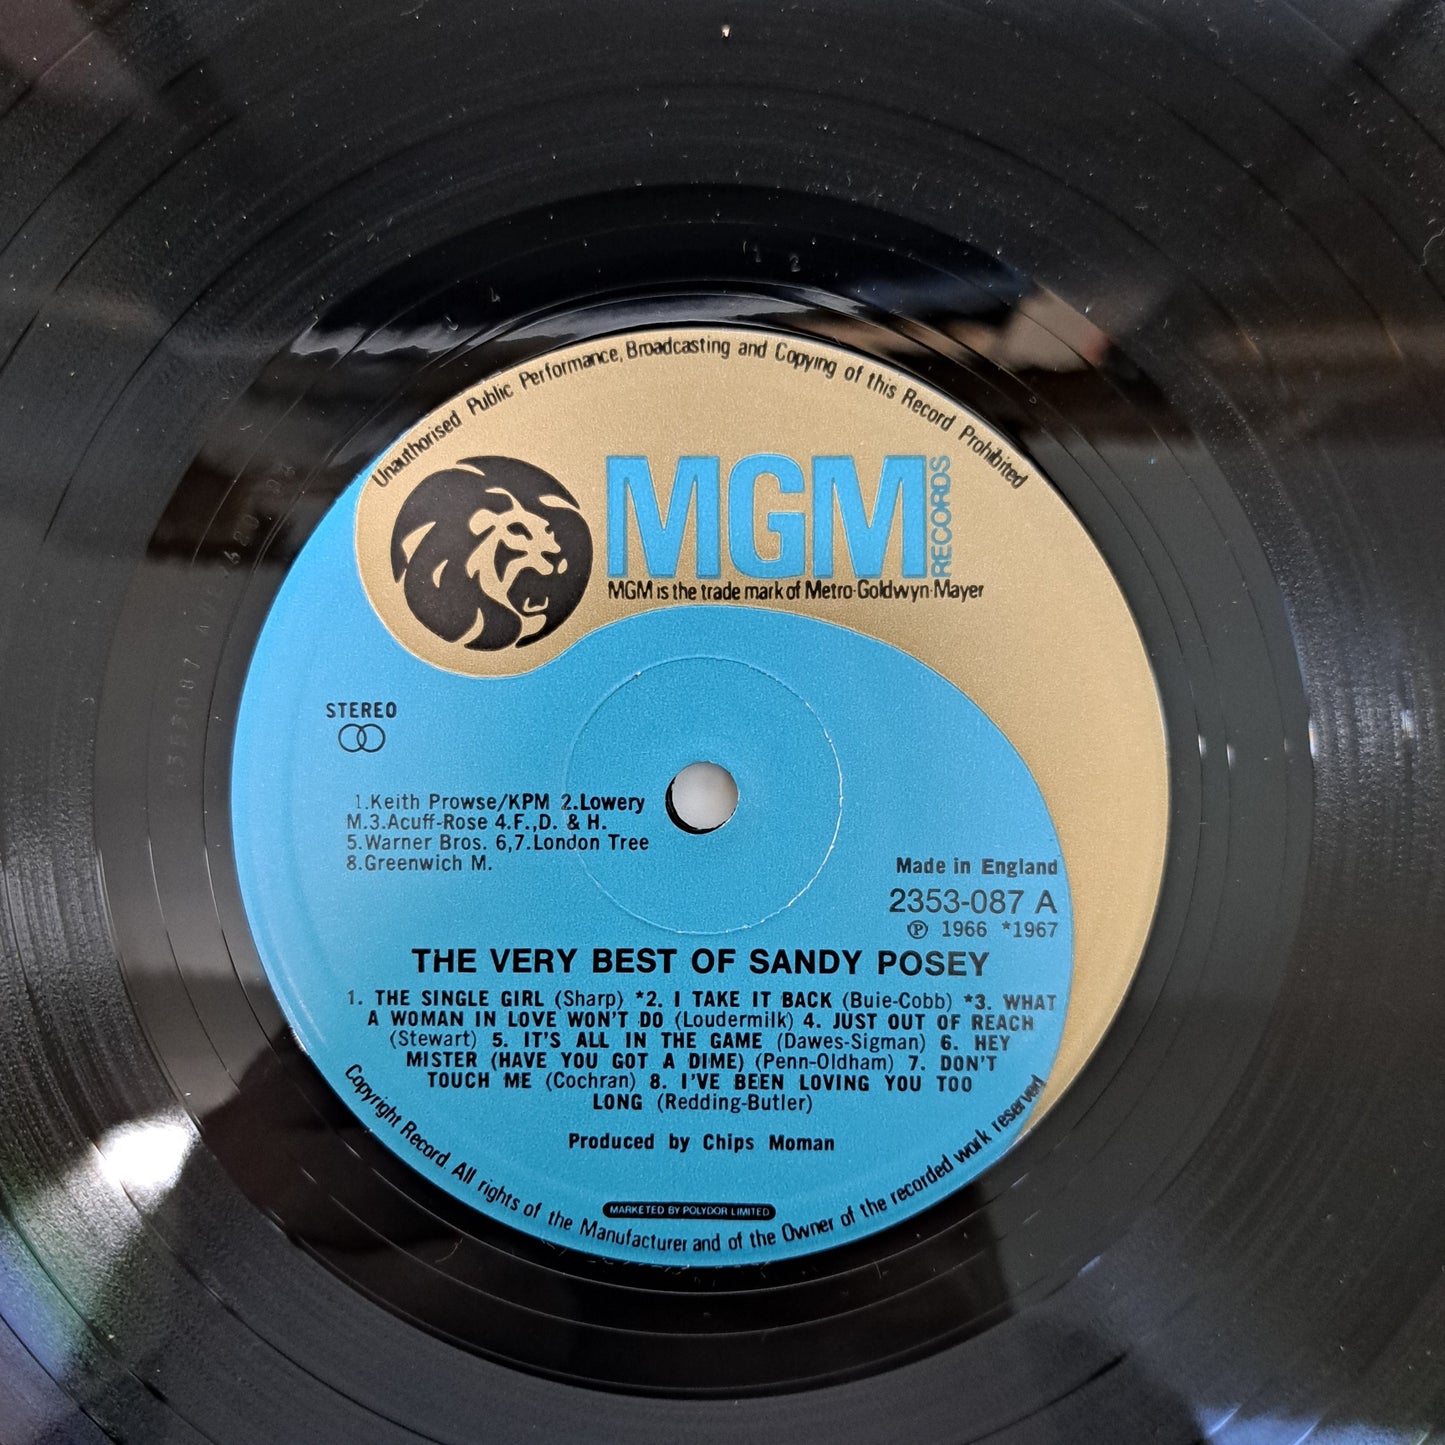 Unauthorised Public Performance, Broadcasting and Copying of this Record Prohibited
MGM
RECORDS
MGM is the trade mark of Metro-Goldwyn-Mayer
STEREO
1.Keith Prowse/KPM 2.Lowery
M.3.Acuff-Rose 4.F.,D. & H.
5.Warner Bros. 6,7.London Tree
8.Greenwich M.
Made in England
2353-087 A
℗ 1966 *1967
THE VERY BEST OF SANDY POSEY
1. THE SINGLE GIRL (Sharp) *2. I TAKE IT BACK (Buie-Cobb) *3. WHAT
A WOMAN IN LOVE WON'T DO (Loudermilk) 4. JUST OUT OF REACH
(Stewart) 5. IT'S ALL IN THE GAME (Dawes-Sigman) 6. HEY
MISTER (HAVE YOU GOT A DIME) (Penn-Oldham) 7. DON'T
TOUCH ME (Cochran) 8. I'VE BEEN LOVING YOU TOO
LONG (Redding-Butler)
Produced by Chips Moman
MARKETED BY POLYDOR LIMITED
Copyright Record. All rights of the Manufacturer and of the Owner of the recorded work reserved